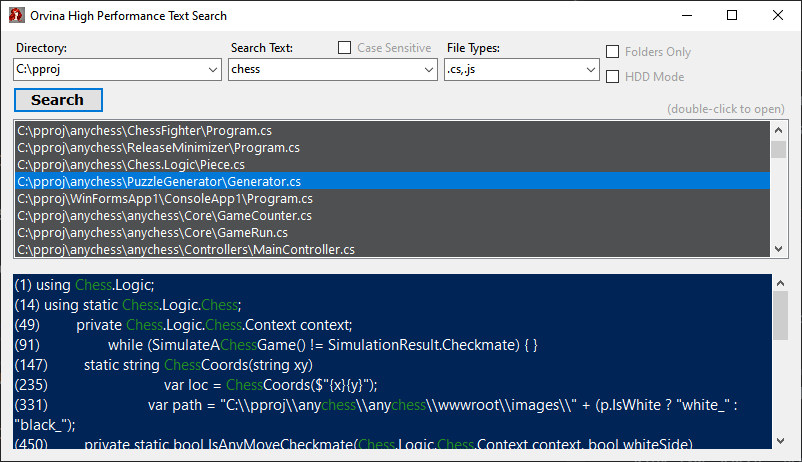 Orvina High Performance Text Search
Directory: Search Text: Case Sensitive File Types: Folders Only
C:\pproj chess .cs,.js HDD Mode
Search
(double-click to open)
C:\pproj\anychess\ChessFighter\Program.cs
C:\pproj\anychess\ReleaseMinimizer\Program.cs
C:\pproj\anychess\Chess.Logic\Piece.cs
C:\pproj\anychess\PuzzleGenerator\Generator.cs
C:\pproj\WinFormsApp1\ConsoleApp1\Program.cs
C:\pproj\anychess\anychess\Core\GameCounter.cs
C:\pproj\anychess\anychess\Core\GameRun.cs
C:\pproj\anychess\anychess\Controllers\MainController.cs
(1) using Chess.Logic;
(14) using static Chess.Logic.Chess;
(49) private Chess.Logic.Chess.Context context;
(91) while (SimulateAChessGame() != SimulationResult.Checkmate) { }
(147) static string ChessCoords(string xy)
(235) var loc = ChessCoords($"{x}{y}");
(331) var path = "C:\\pproj\\anychess\\anychess\\wwwroot\\images\\" + (p.IsWhite ? "white_" :
"black_");
(450) private static bool IsAnyMoveCheckmate(Chess.Logic.Chess.Context context, bool whiteSide)